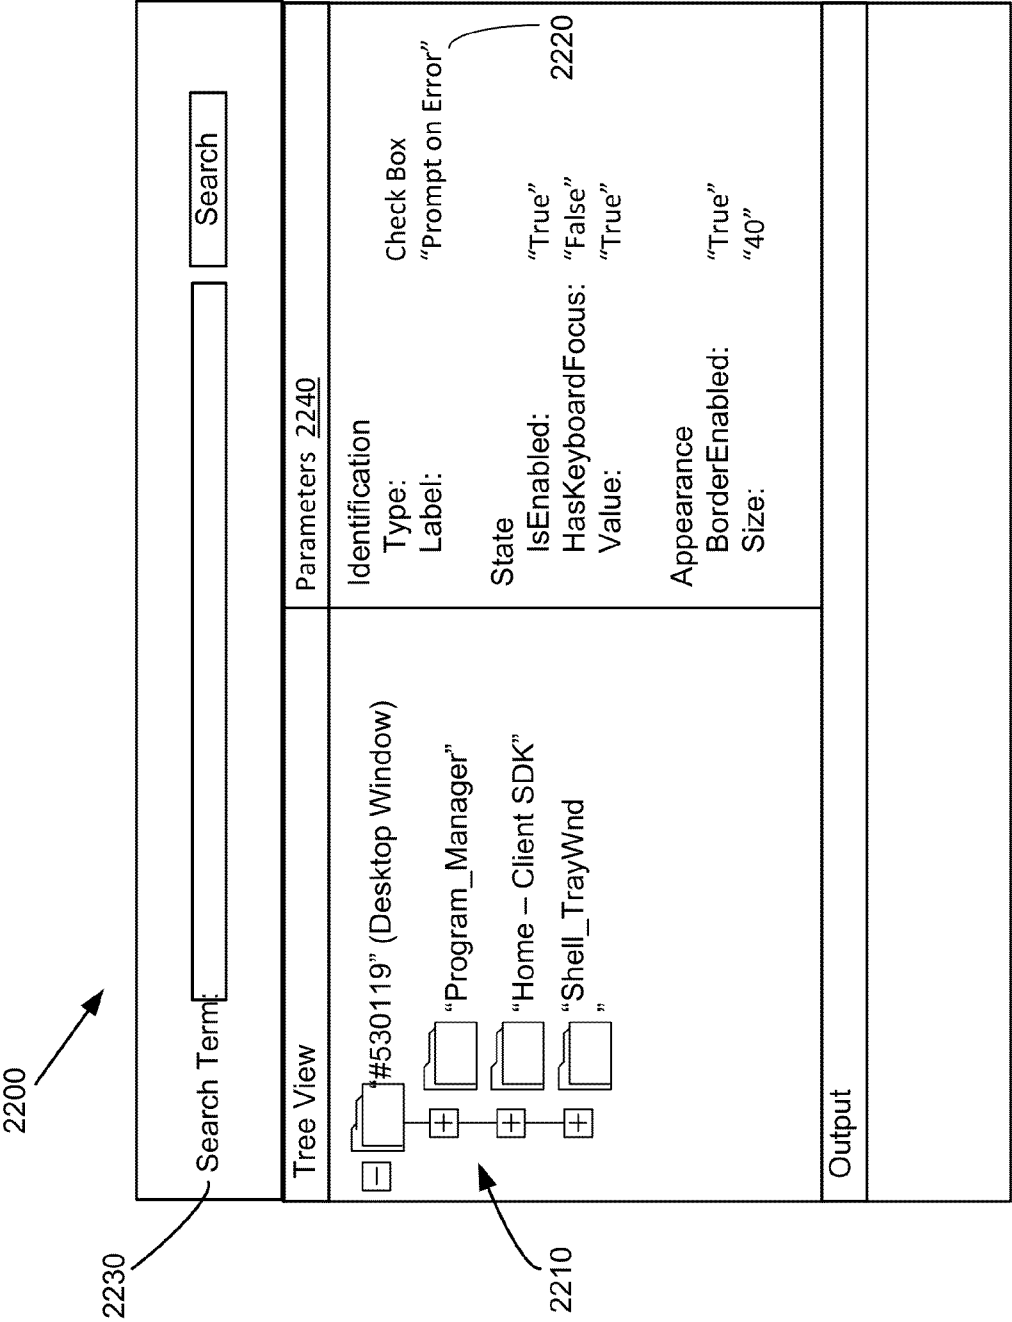 2200
2230
Search Term:
Search
Tree View
Parameters 2240
"#530119" (Desktop Window)
"Program_Manager"
"Home – Client SDK"
"Shell_TrayWnd
"
2210
Identification
Type: Check Box
Label: "Prompt on Error"
2220
State
IsEnabled: "True"
HasKeyboardFocus: "False"
Value: "True"
Appearance
BorderEnabled: "True"
Size: "40"
Output